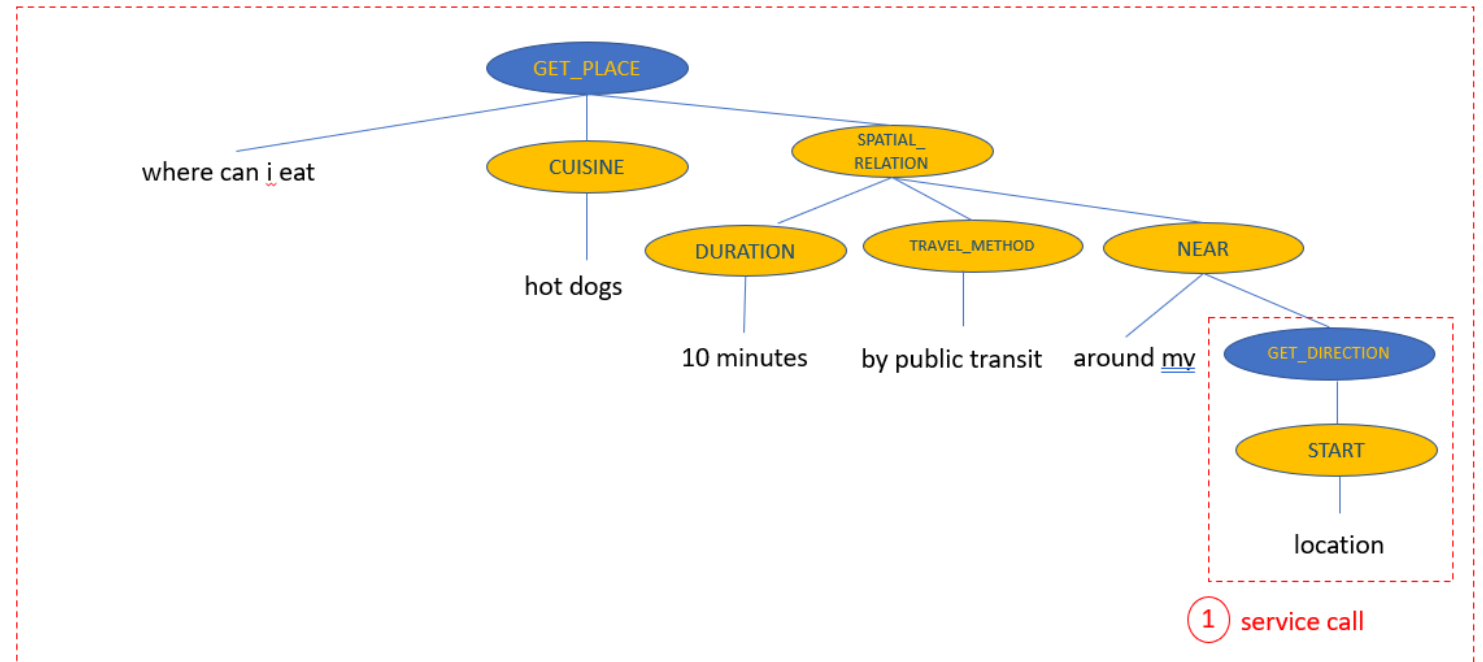 GET_PLACE
SPATIAL_
RELATION
where can i eat
CUISINE
DURATION
TRAVEL_METHOD
NEAR
hot dogs
10 minutes
by public transit
around my
GET_DIRECTION
START
location
1 service call